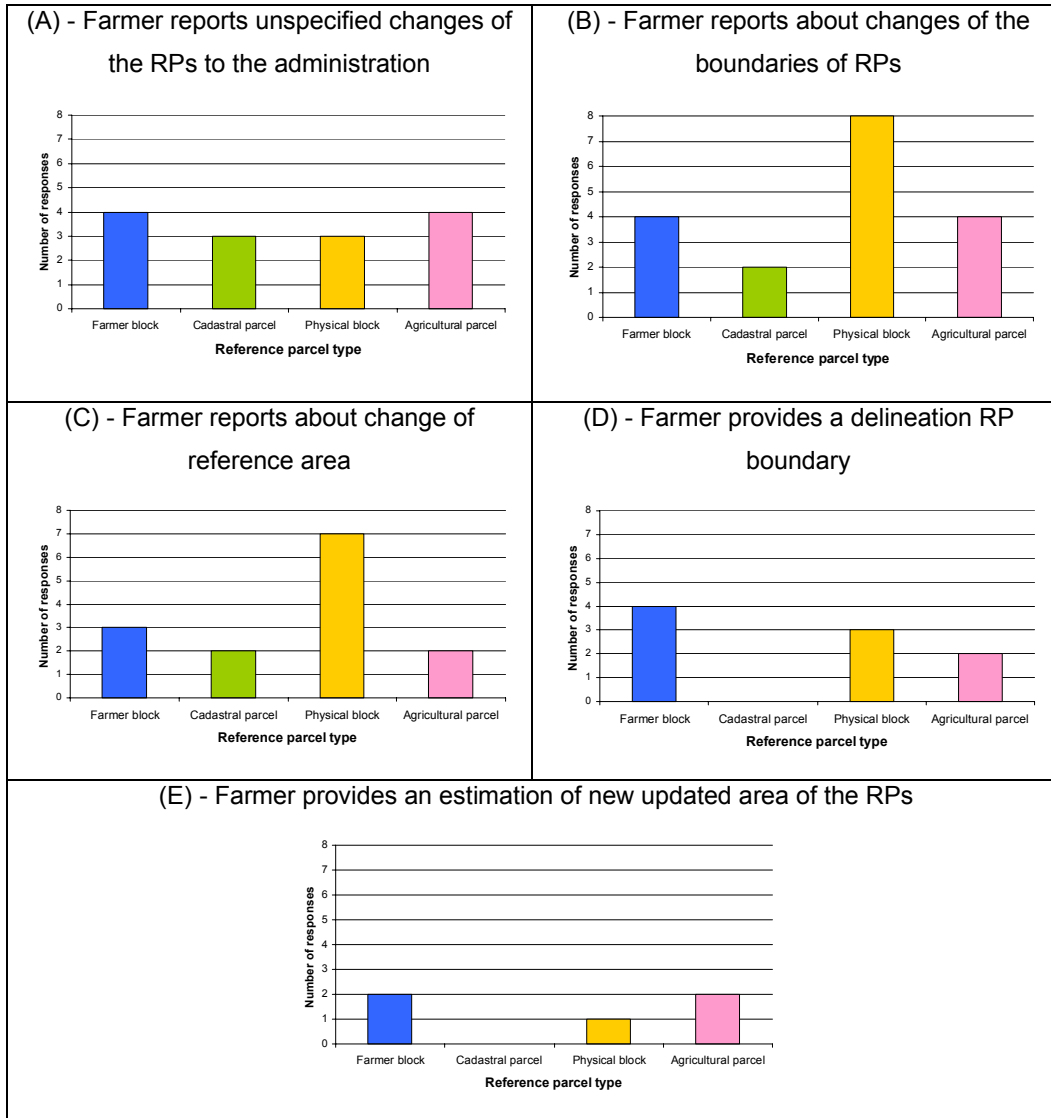 (A) - Farmer reports unspecified changes of
the RPs to the administration
8
7
6
5
4
3
2
1
0
Number of responses
Farmer block Cadastral parcel Physical block Agricultural parcel
Reference parcel type
(B) - Farmer reports about changes of the
boundaries of RPs
8
7
6
5
4
3
2
1
0
Number of responses
Farmer block Cadastral parcel Physical block Agricultural parcel
Reference parcel type
(C) - Farmer reports about change of
reference area
8
7
6
5
4
3
2
1
0
Number of responses
Farmer block Cadastral parcel Physical block Agricultural parcel
Reference parcel type
(D) - Farmer provides a delineation RP
boundary
8
7
6
5
4
3
2
1
0
Number of responses
Farmer block Cadastral parcel Physical block Agricultural parcel
Reference parcel type
(E) - Farmer provides an estimation of new updated area of the RPs
8
7
6
5
4
3
2
1
0
Number of responses
Farmer block Cadastral parcel Physical block Agricultural parcel
Reference parcel type